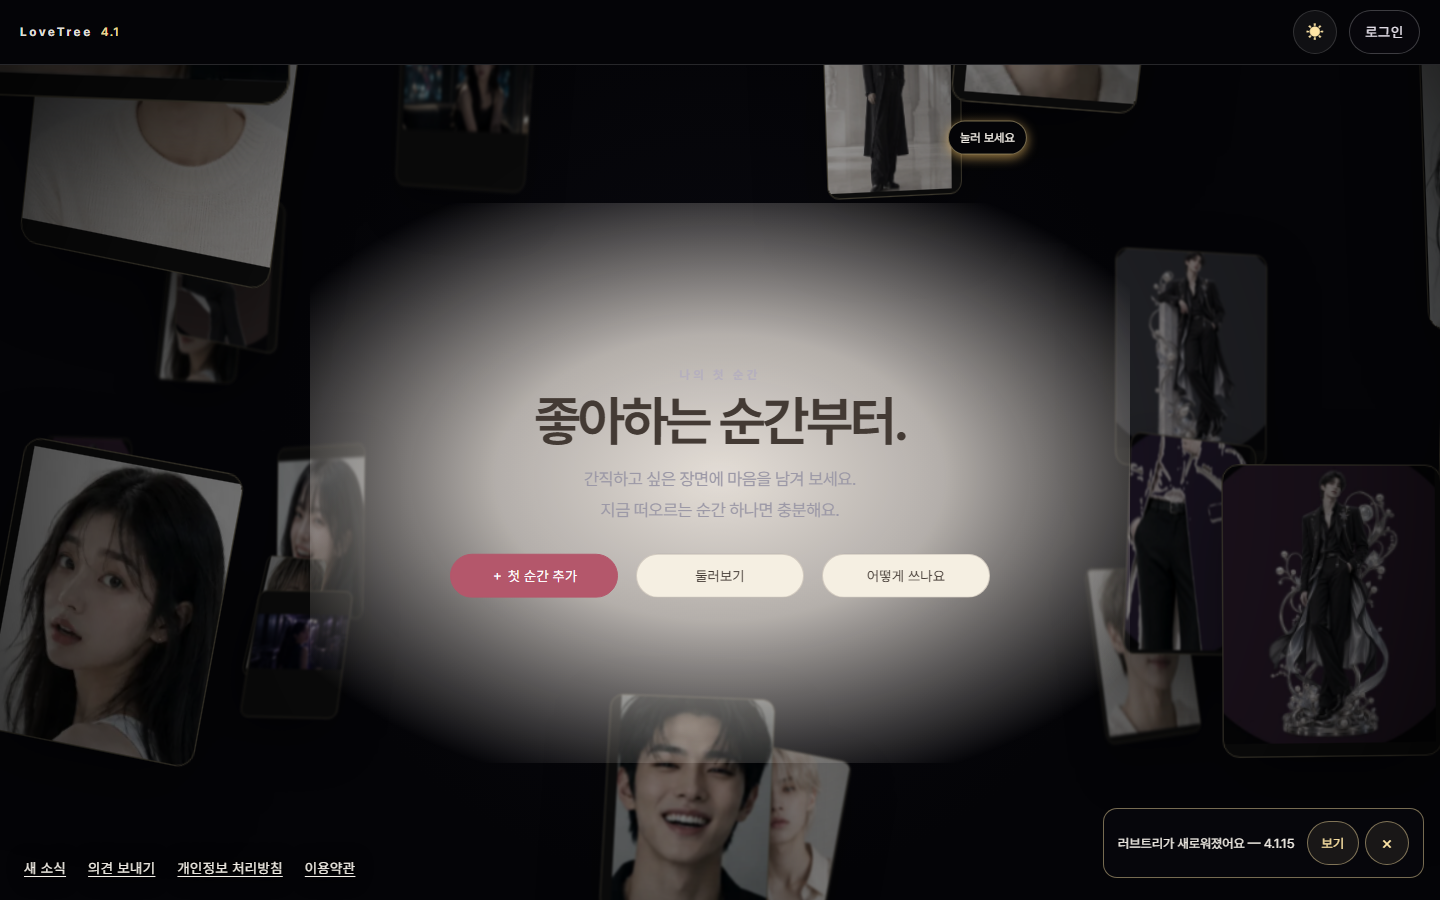 LoveTree 4.1
로그인
눌러 보세요
나의 첫 순간
좋아하는 순간부터.
간직하고 싶은 장면에 마음을 남겨 보세요.
지금 떠오르는 순간 하나면 충분해요.
+ 첫 순간 추가
둘러보기
어떻게 쓰나요
러브트리가 새로워졌어요 — 4.1.15
보기
×
새 소식
의견 보내기
개인정보 처리방침
이용약관